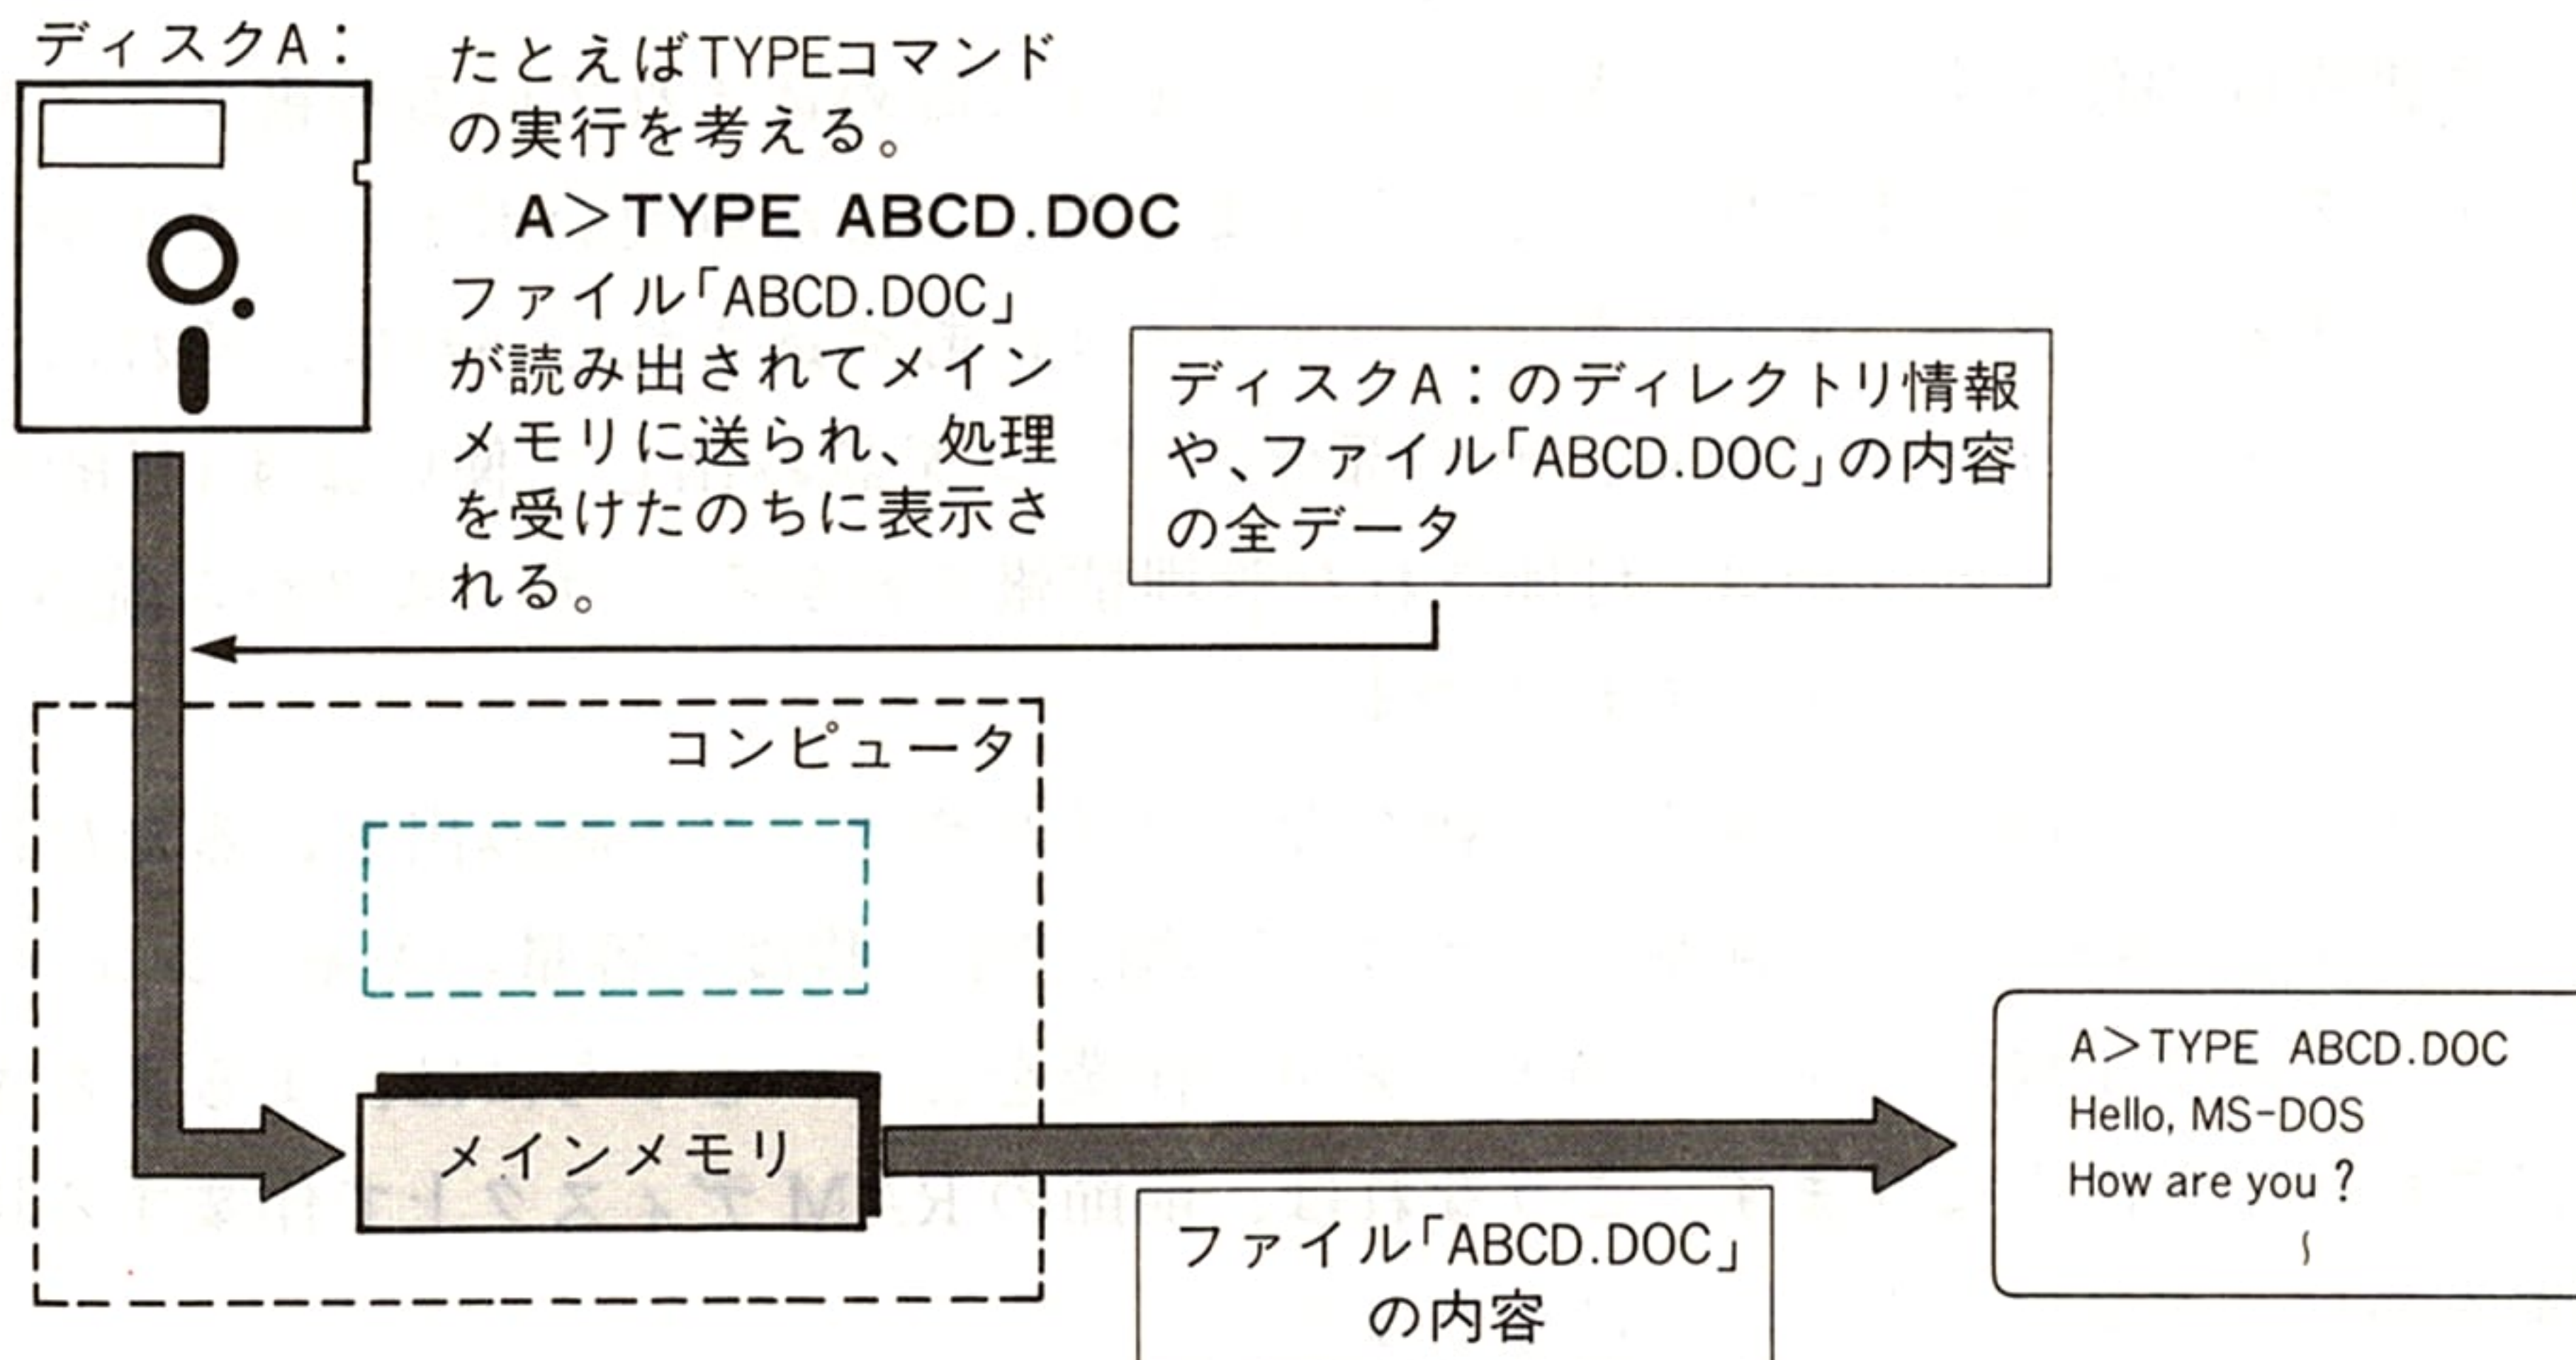 ディスクA：
たとえばTYPEコマンド
の実行を考える。
A>TYPE ABCD.DOC
ファイル「ABCD.DOC」
が読み出されてメイン
メモリに送られ、処理
を受けたのちに表示さ
れる。
ディスクA：のディレクトリ情報
や、ファイル「ABCD.DOC」の内容
の全データ
コンピュータ
メインメモリ
ファイル「ABCD.DOC」
の内容
A>TYPE ABCD.DOC
Hello, MS-DOS
How are you ?
〜